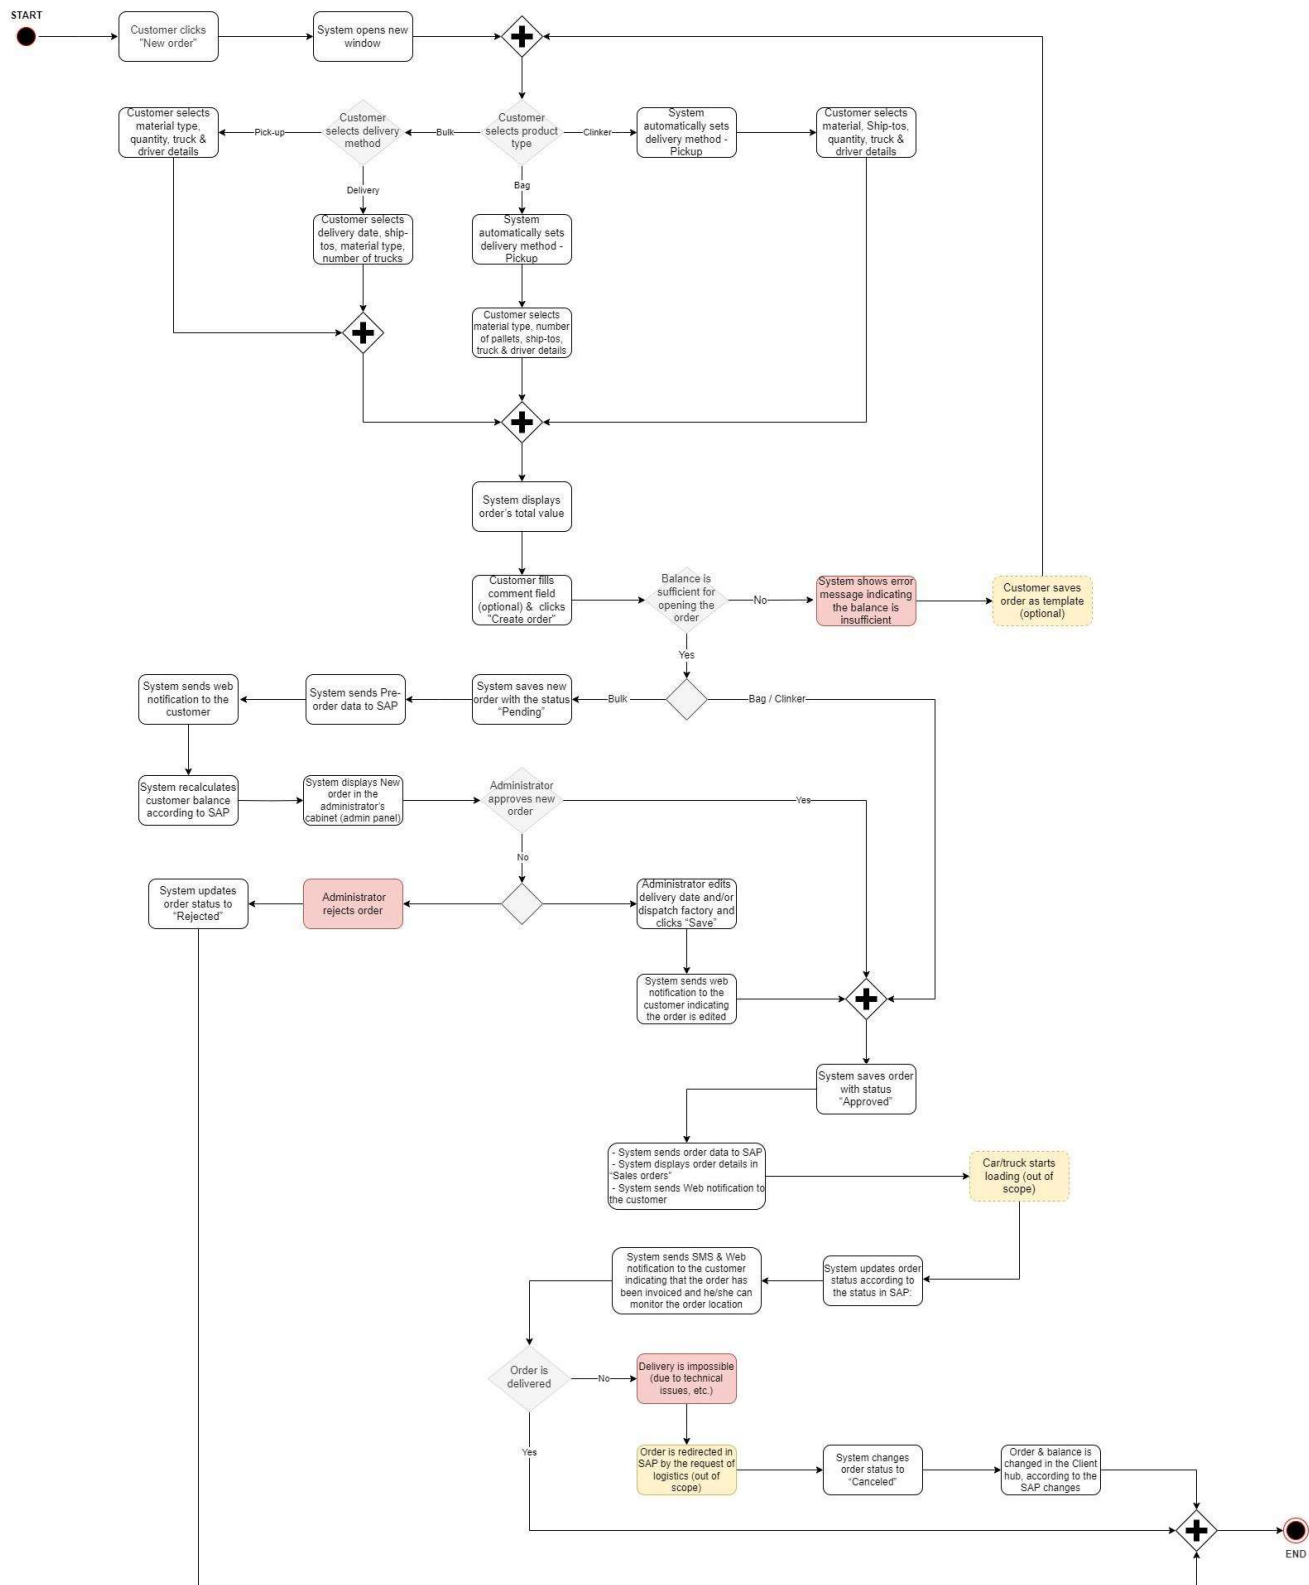 START
Customer clicks
"New order"
System opens new
window
Customer selects
material type,
quantity, truck &
driver details
Pick-up
Customer
selects delivery
method
Bulk
Customer
selects product
type
Clinker
System
automatically sets
delivery method -
Pickup
Customer selects
material, Ship-tos,
quantity, truck &
driver details
Delivery
Bag
Customer selects
delivery date, ship-
tos, material type,
number of trucks
System
automatically sets
delivery method -
Pickup
Customer selects
material type, number
of pallets, ship-tos,
truck & driver details
System displays
order's total value
Customer fills
comment field
(optional) & clicks
"Create order"
Balance is
sufficient for
opening the
order
No
System shows error
message indicating
the balance is
insufficient
Customer saves
order as template
(optional)
Yes
System sends web
notification to the
customer
System sends Pre-
order data to SAP
System saves new
order with the status
“Pending”
Bulk
Bag / Clinker
System recalculates
customer balance
according to SAP
System displays New
order in the
administrator's
cabinet (admin panel)
Administrator
approves new
order
Yes
No
System updates
order status to
“Rejected”
Administrator
rejects order
Administrator edits
delivery date and/or
dispatch factory and
clicks “Save”
System sends web
notification to the
customer indicating
the order is edited
System saves order
with status
“Approved”
- System sends order data to SAP
- System displays order details in
“Sales orders”
- System sends Web notification to
the customer
Car/truck starts
loading (out of
scope)
System sends SMS & Web
notification to the customer
indicating that the order has
been invoiced and he/she can
monitor the order location
System updates order
status according to
the status in SAP:
Order is
delivered
No
Delivery is impossible
(due to technical
issues, etc.)
Yes
Order is redirected in
SAP by the request of
logistics (out of
scope)
System changes
order status to
“Canceled”
Order & balance is
changed in the Client
hub, according to the
SAP changes
END